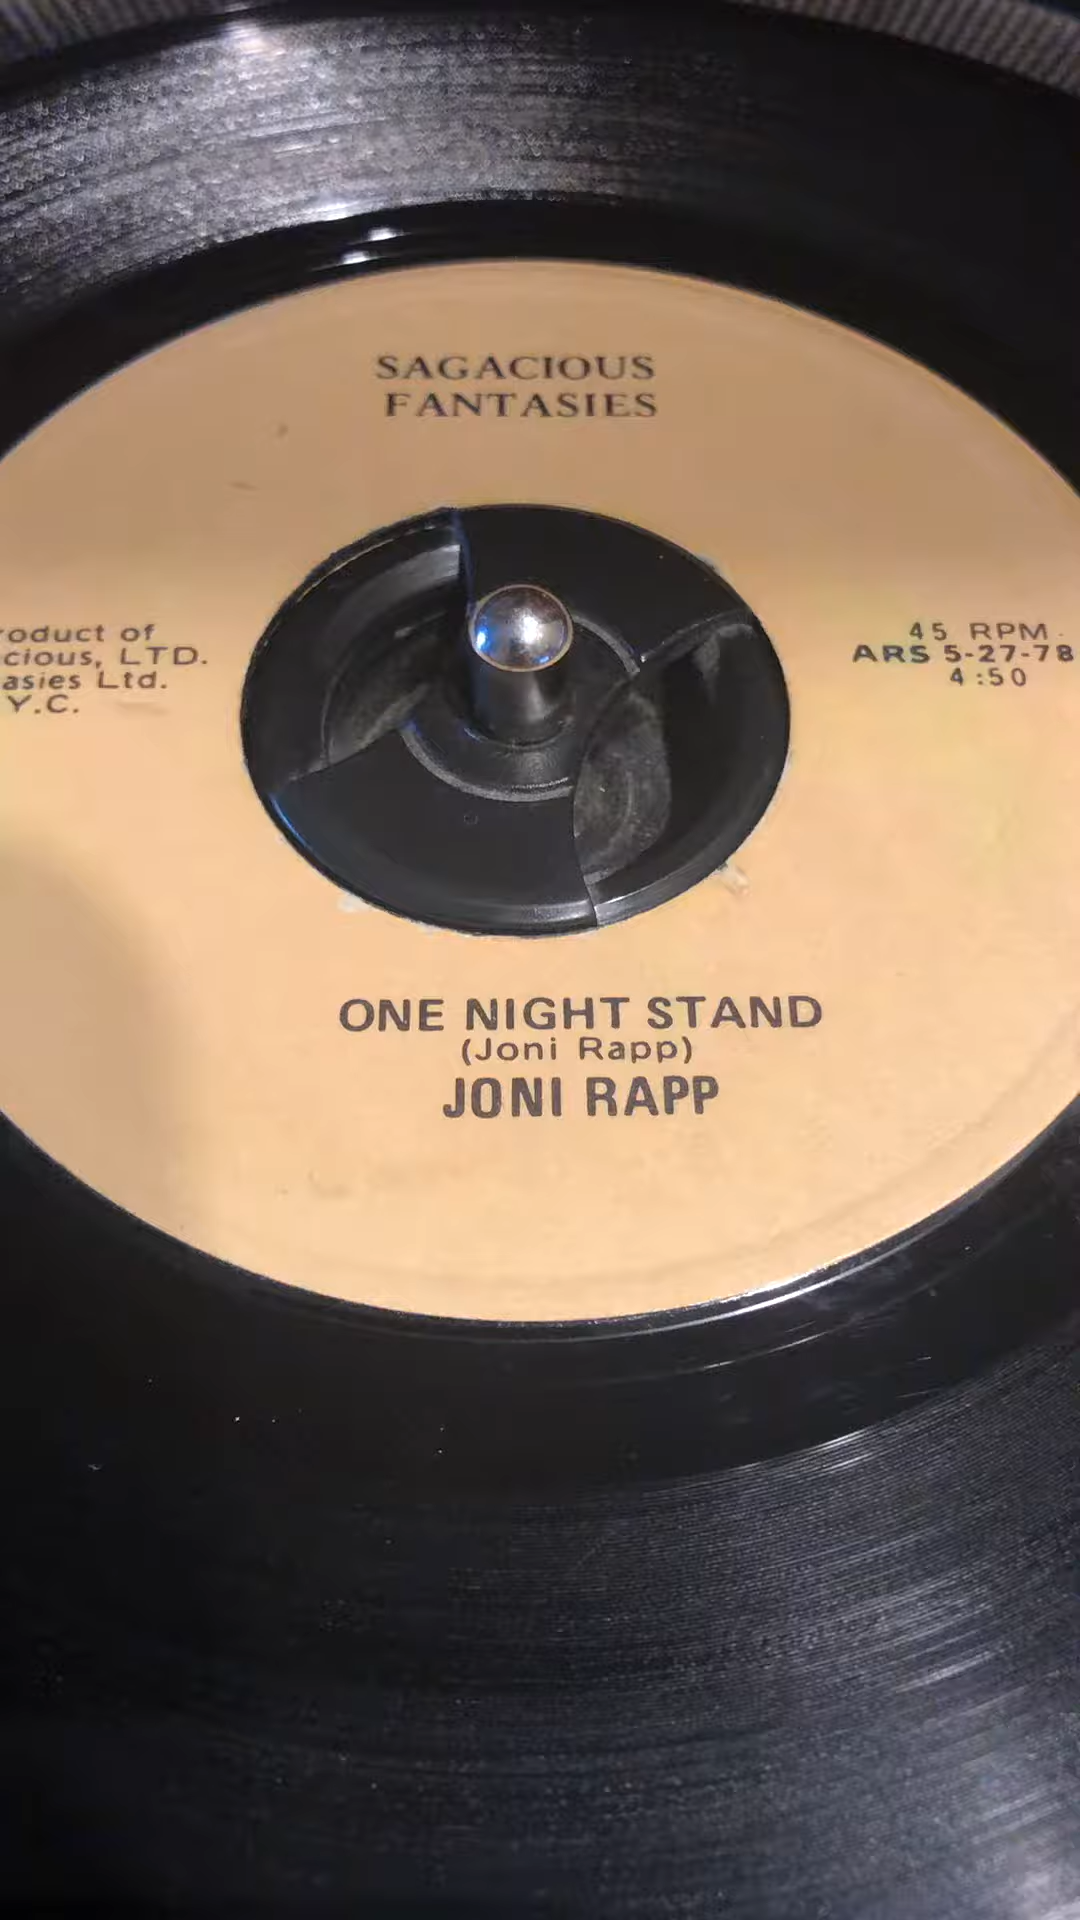 SAGACIOUS
FANTASIES
roduct of
cious, LTD.
asies Ltd.
Y.C.
45 RPM
ARS 5-27-78
4:50
ONE NIGHT STAND
(Joni Rapp)
JONI RAPP